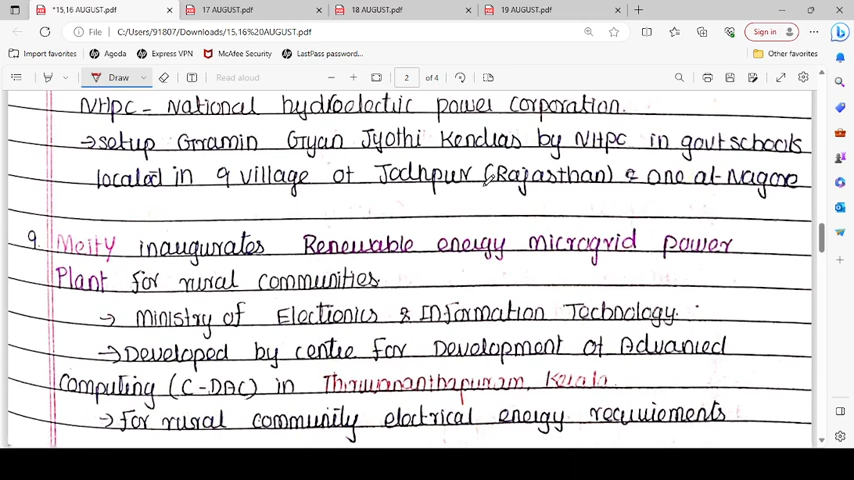 *15,16 AUGUST.pdf
17 AUGUST.pdf
18 AUGUST.pdf
19 AUGUST.pdf
File
C:/Users/91807/Downloads/15,16%20AUGUST.pdf
Sign in
Import favorites
Agoda
Express VPN
McAfee Security
LastPass password...
Other favorites
Draw
Read aloud
2
of 4
NHPC - National hydroelectric power corporation.
→setup Gramin Gyan Jyothi Kendras by NHPC in govt schools
located in 9 village of Jodhpur (Rajasthan) & one at
9. Meity inaugurates Renewable energy microgrid power
Plant for rural communities
→ Ministry of Electronics & Information Technology.
→ Developed by centre for Development of Advanced
Computing (C-DAC) in Thiruvananthapuram, Kerala.
→ for rural community electrical energy requirements